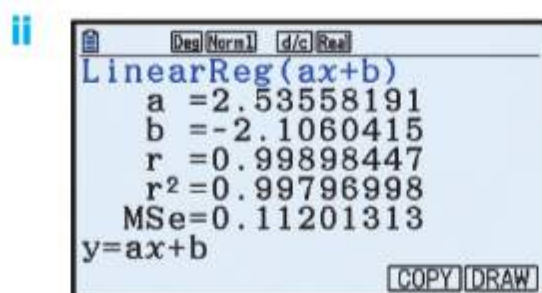 ii
Deg Norm1 d/c Real
LinearReg(ax+b)
a =2.53558191
b =-2.1060415
r =0.99898447
r²=0.99796998
MSe=0.11201313
y=ax+b
COPY DRAW